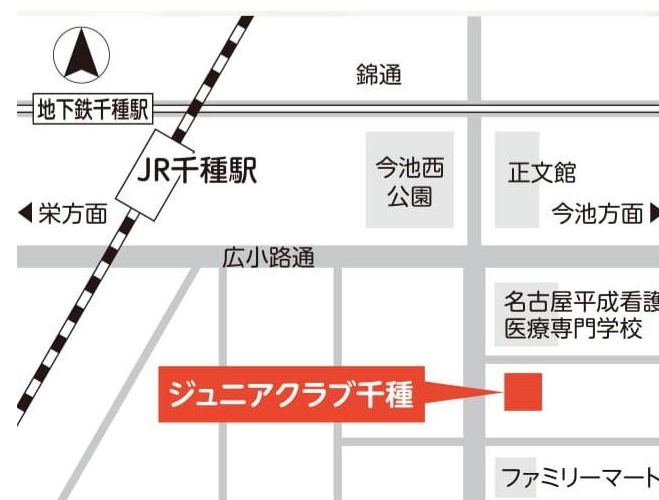 錦通
地下鉄千種駅
JR千種駅
今池西
公園
正文館
栄方面
今池方面
広小路通
名古屋平成看護
医療専門学校
ジュニアクラブ千種
ファミリーマート